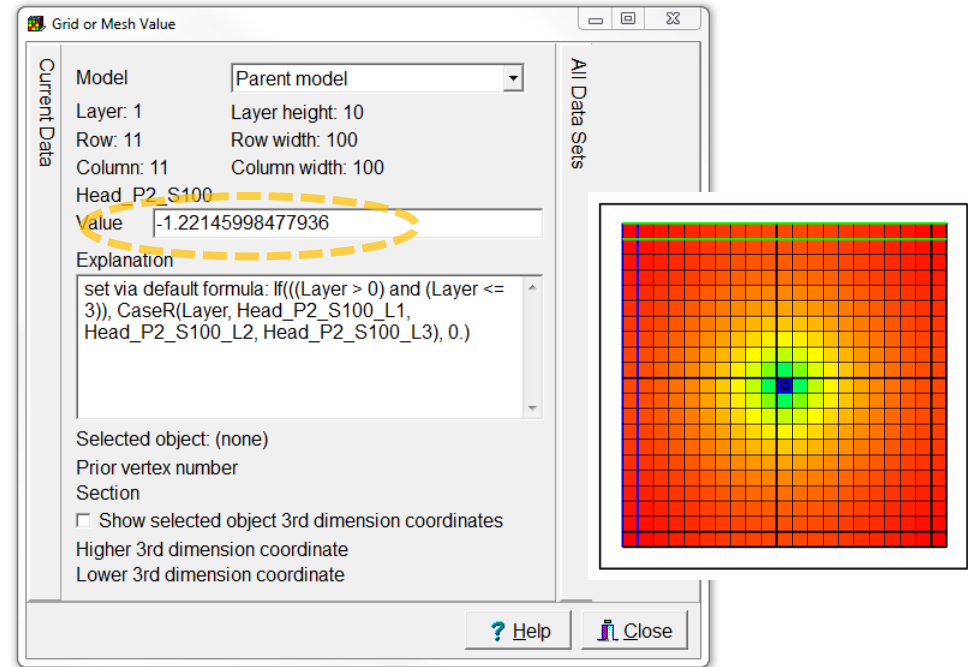 Grid or Mesh Value
Current Data
All Data Sets
Model
Parent model
Layer: 1
Layer height: 10
Row: 11
Row width: 100
Column: 11
Column width: 100
Head_P2_S100
Value
-1.22145998477936
Explanation
set via default formula: If(((Layer > 0) and (Layer <=
3)), CaseR(Layer, Head_P2_S100_L1,
Head_P2_S100_L2, Head_P2_S100_L3), 0.)
Selected object: (none)
Prior vertex number
Section
Show selected object 3rd dimension coordinates
Higher 3rd dimension coordinate
Lower 3rd dimension coordinate
? Help
Close